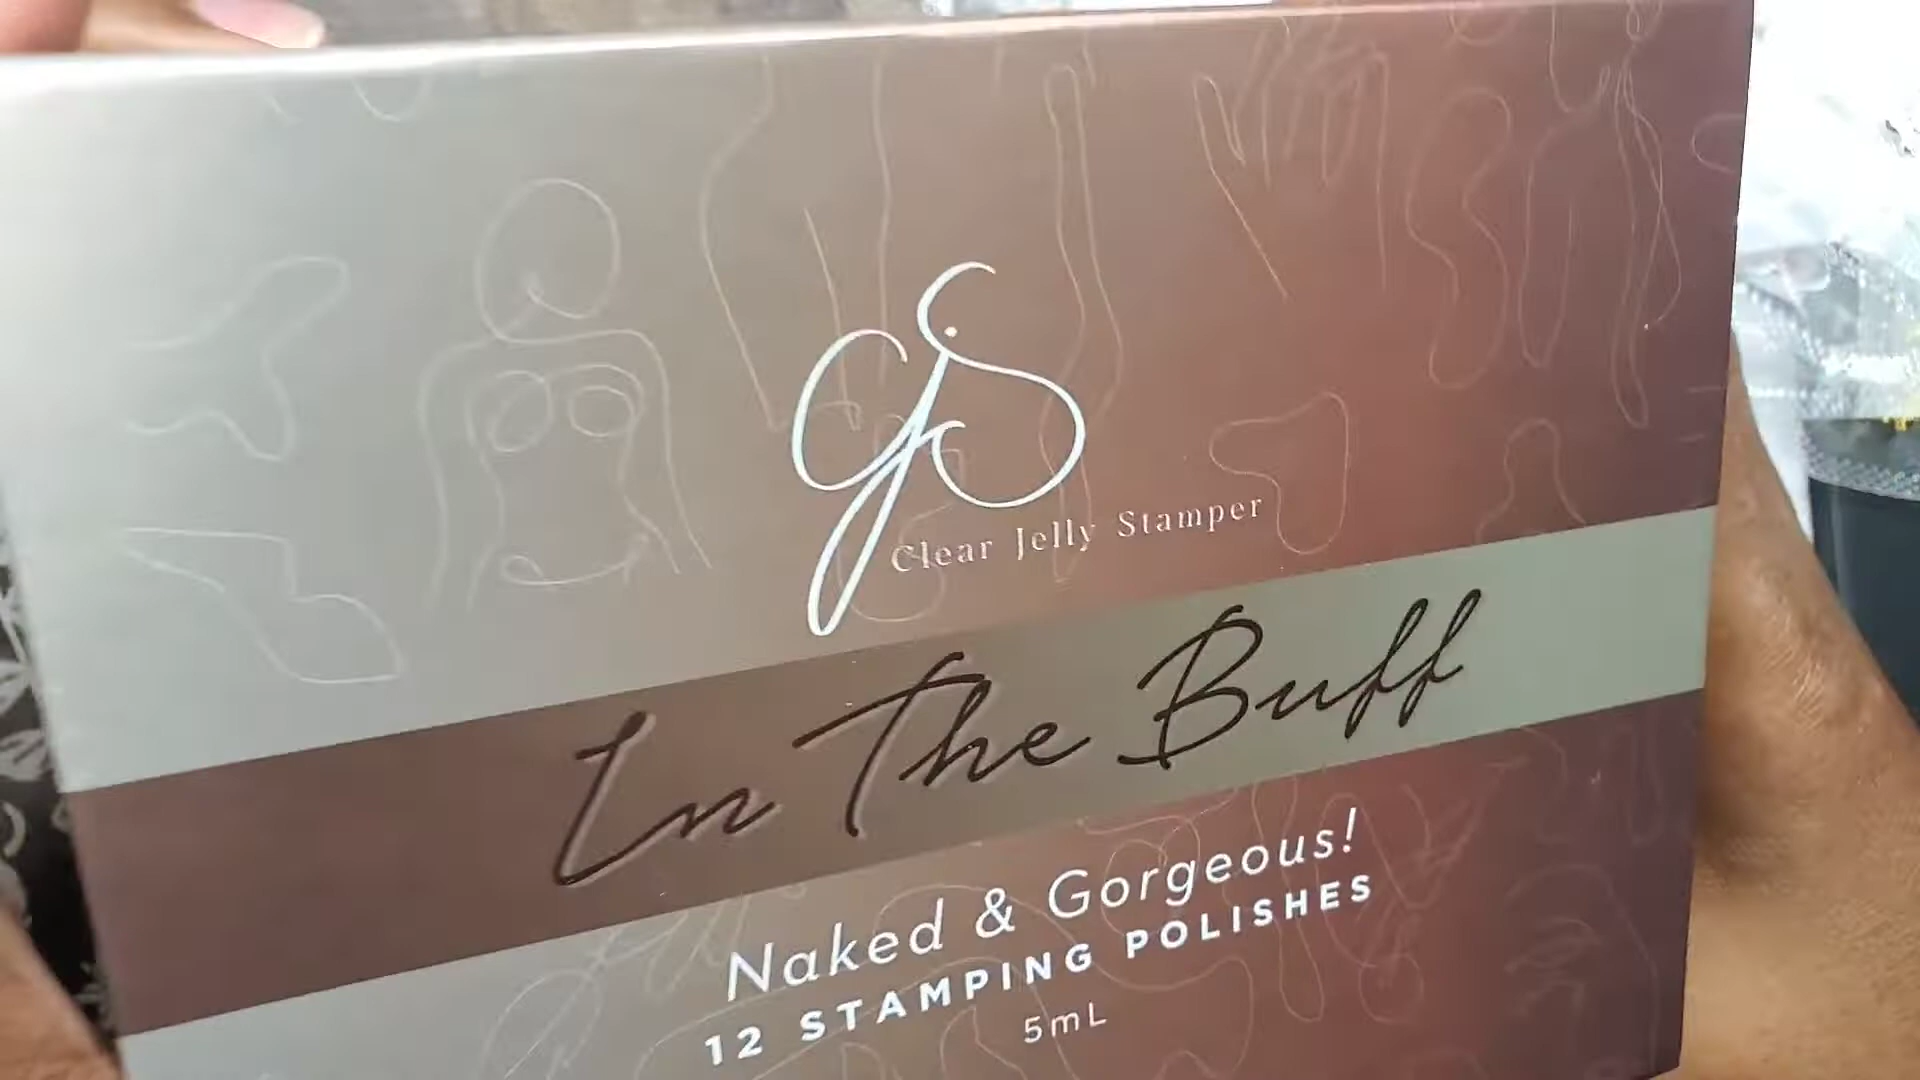 CjS
Clear Jelly Stamper
In The Buff
Naked & Gorgeous!
12 STAMPING POLISHES
5mL